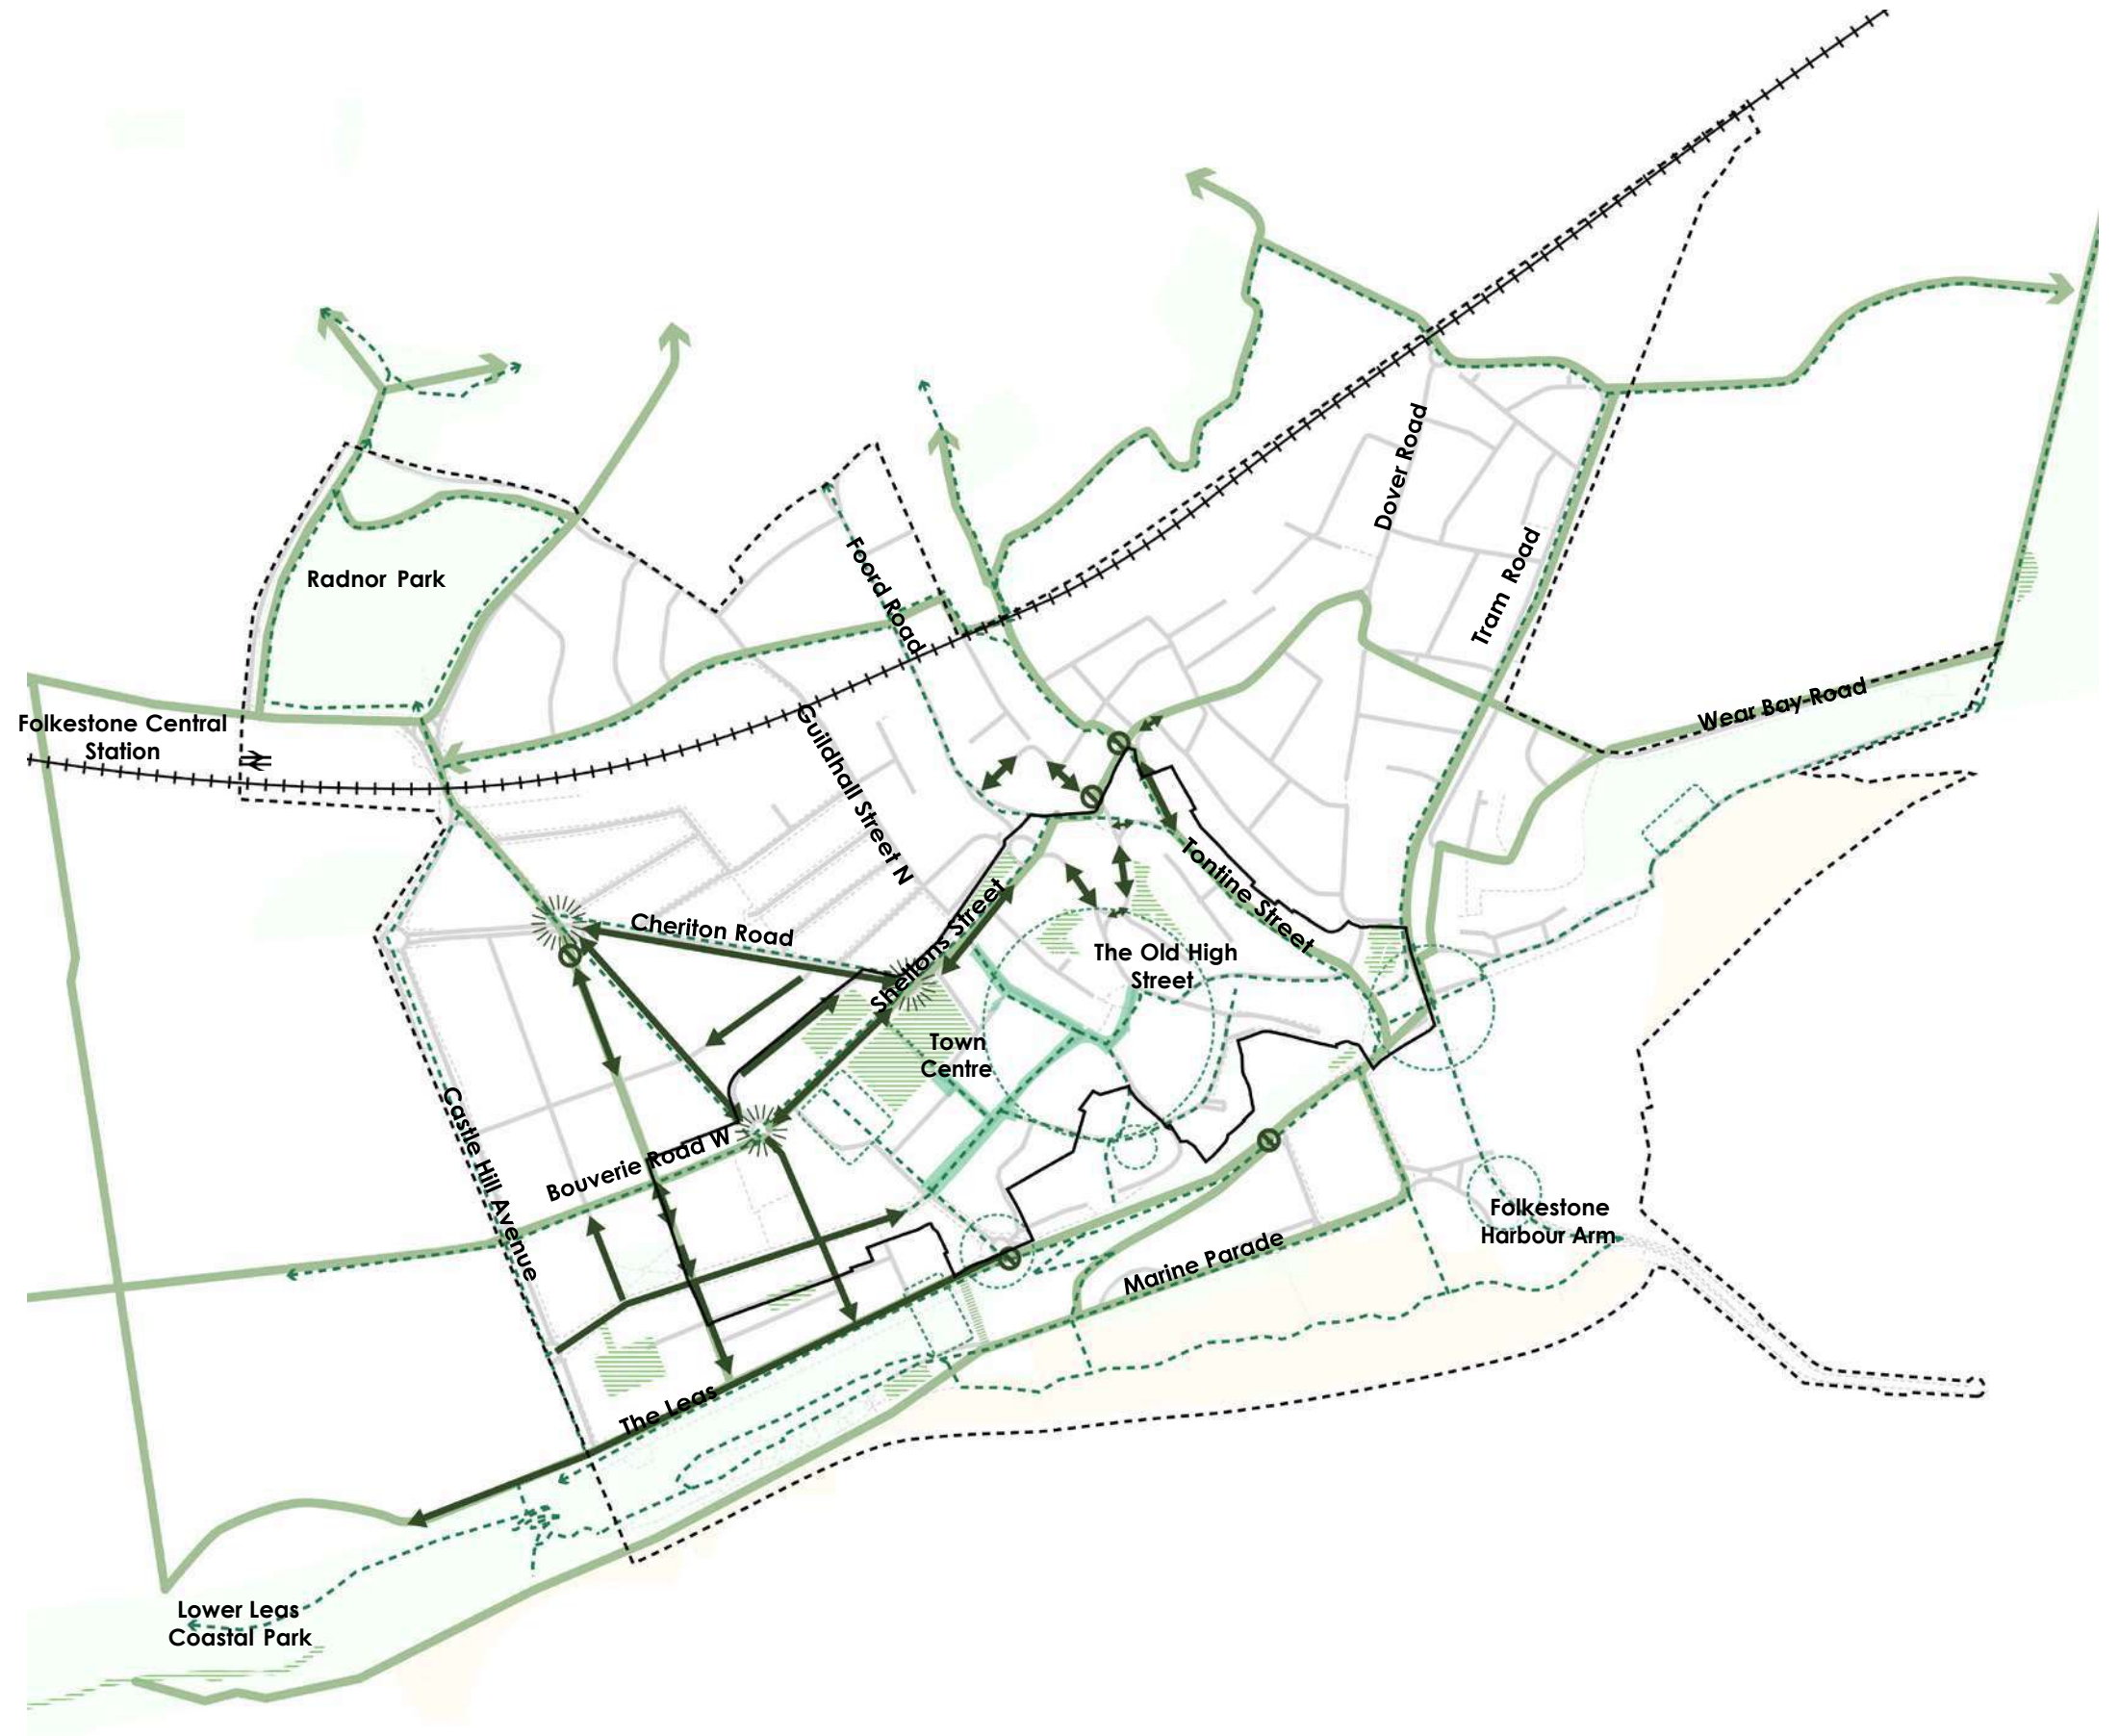 Dover Road
Foord Road
Tram Road
Radnor Park
Wear Bay Road
Folkestone Central
Station
Guildhall Street N
Tontine Street
Cheriton Road
Sheltons Street
The Old High
Street
Town
Centre
Castle Hill Avenue
Bouverie Road W
Folkestone
Harbour Arm
Marine Parade
The Leas
Lower Leas
Coastal Park